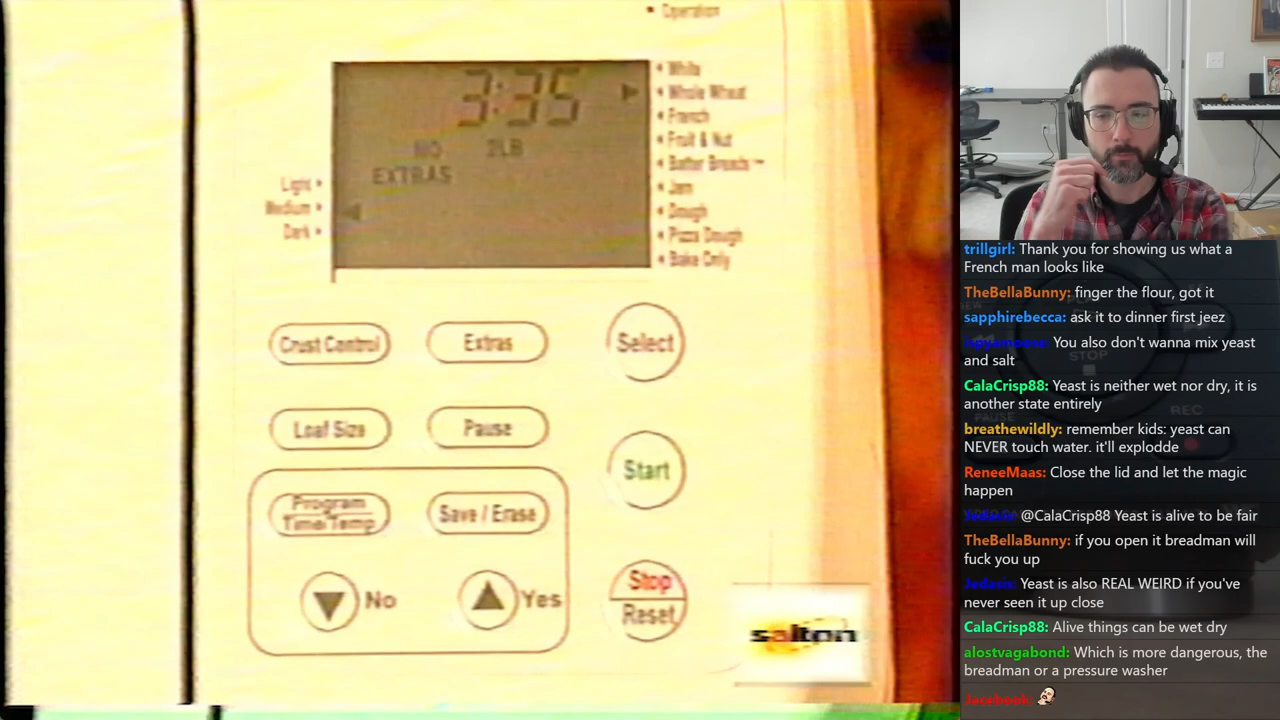 Operation
3:35
NO 2LB
EXTRAS
Light
Medium
Dark
White
Whole Wheat
French
Fruit & Nut
Batter Breads™
Jam
Dough
Pizza Dough
Bake Only
Crust Control
Extras
Select
Loaf Size
Pause
Start
Program
Time/Temp
Save / Erase
No
Yes
Stop
Reset
salton
trillgirl: Thank you for showing us what a
French man looks like
TheBellaBunny: finger the flour, got it
sapphirebecca: ask it to dinner first jeez
You also don't wanna mix yeast
and salt
CalaCrisp88: Yeast is neither wet nor dry, it is
another state entirely
breathewildly: remember kids: yeast can
NEVER touch water. it'll explodde
ReneeMaas: Close the lid and let the magic
happen
Jedasis: @CalaCrisp88 Yeast is alive to be fair
TheBellaBunny: if you open it breadman will
fuck you up
Jedasis: Yeast is also REAL WEIRD if you've
never seen it up close
CalaCrisp88: Alive things can be wet dry
alostvagabond: Which is more dangerous, the
breadman or a pressure washer
Jacebook:
STOP
PAUSE
REC